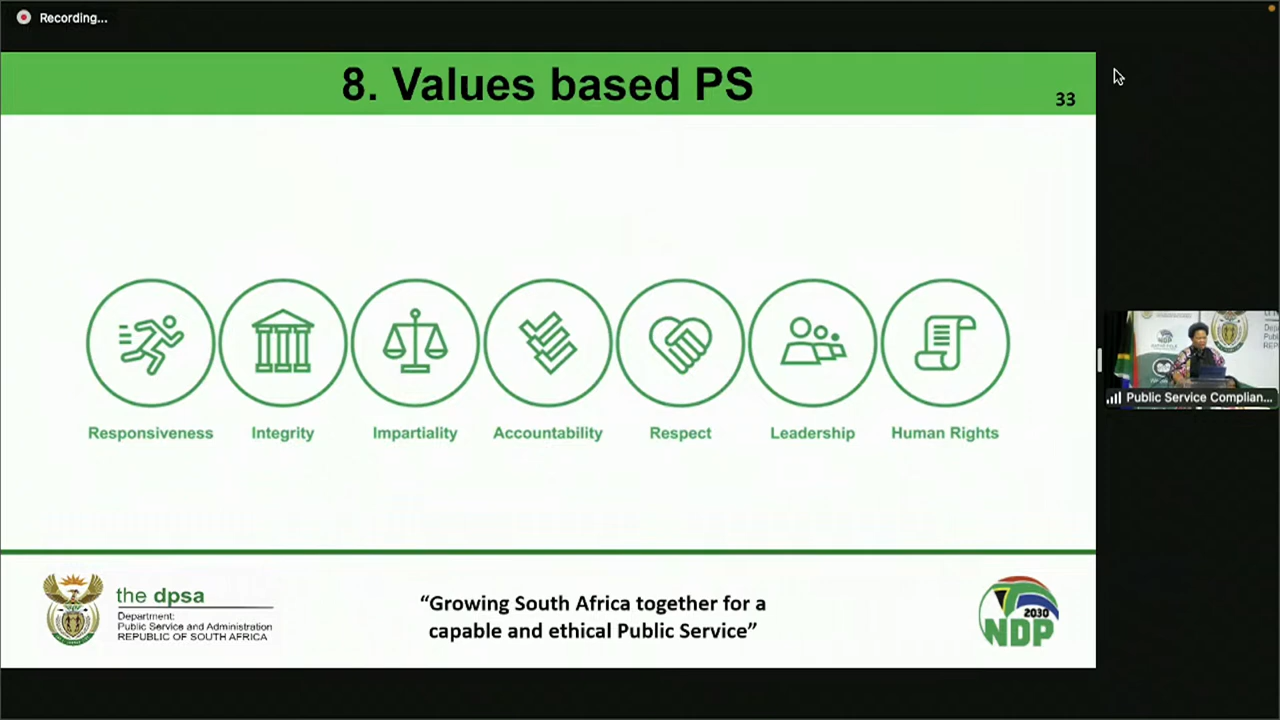 Recording...
8. Values based PS
33
Responsiveness
Integrity
Impartiality
Accountability
Respect
Leadership
Human Rights
Public Service Complian...
the dpsa
Department:
Public Service and Administration
REPUBLIC OF SOUTH AFRICA
“Growing South Africa together for a
capable and ethical Public Service”
2030
NDP